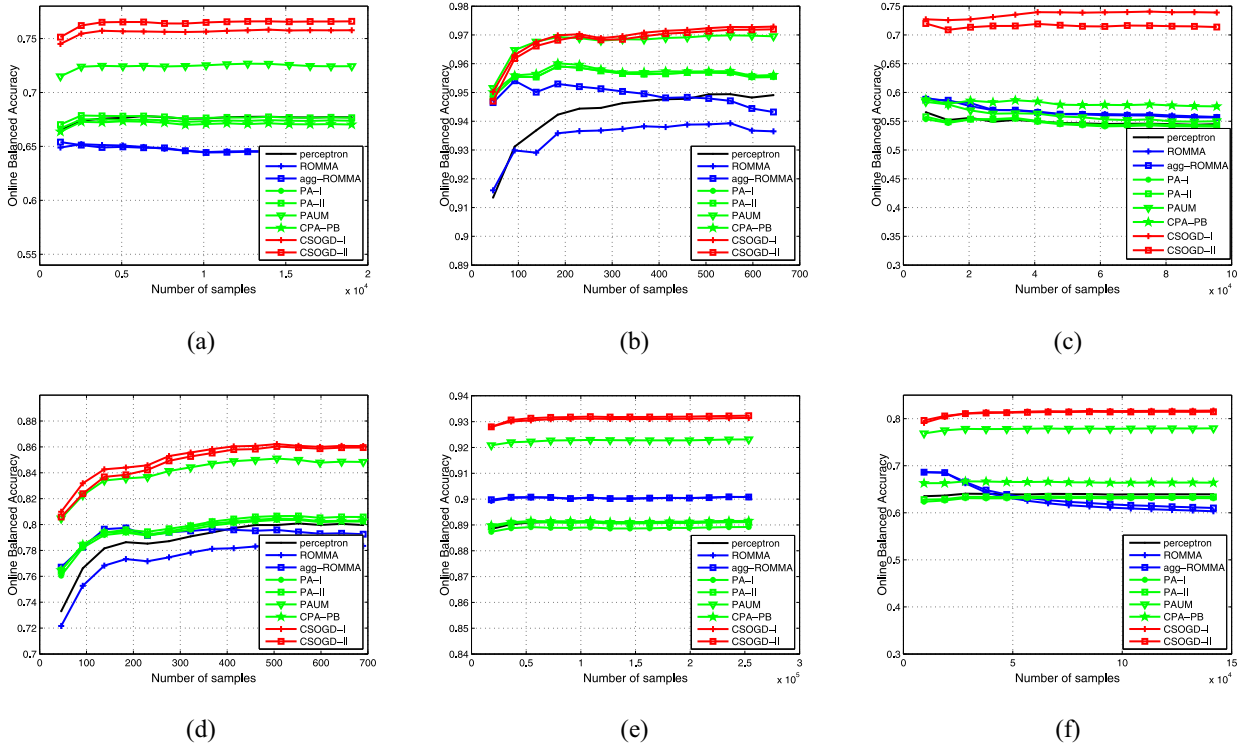 Online Balanced Accuracy
0.75
0.7
0.65
0.6
0.55
perceptron
ROMMA
agg−ROMMA
PA−I
PA−II
PAUM
CPA−PB
CSOGD−I
CSOGD−II
0 0.5 1 1.5 2
x 10^4
Number of samples
(a)
Online Balanced Accuracy
0.98
0.97
0.96
0.95
0.94
0.93
0.92
0.91
0.9
0.89
perceptron
ROMMA
agg−ROMMA
PA−I
PA−II
PAUM
CPA−PB
CSOGD−I
CSOGD−II
0 100 200 300 400 500 600 700
Number of samples
(b)
Online Balanced Accuracy
0.75
0.7
0.65
0.6
0.55
0.5
0.45
0.4
0.35
0.3
perceptron
ROMMA
agg−ROMMA
PA−I
PA−II
PAUM
CPA−PB
CSOGD−I
CSOGD−II
0 2 4 6 8 10
x 10^4
Number of samples
(c)
Online Balanced Accuracy
0.88
0.86
0.84
0.82
0.8
0.78
0.76
0.74
0.72
0.7
perceptron
ROMMA
agg−ROMMA
PA−I
PA−II
PAUM
CPA−PB
CSOGD−I
CSOGD−II
0 100 200 300 400 500 600 700
Number of samples
(d)
Online Balanced Accuracy
0.94
0.93
0.92
0.91
0.9
0.89
0.88
0.87
0.86
0.85
0.84
perceptron
ROMMA
agg−ROMMA
PA−I
PA−II
PAUM
CPA−PB
CSOGD−I
CSOGD−II
0 0.5 1 1.5 2 2.5 3
x 10^5
Number of samples
(e)
Online Balanced Accuracy
0.8
0.7
0.6
0.5
0.4
0.3
perceptron
ROMMA
agg−ROMMA
PA−I
PA−II
PAUM
CPA−PB
CSOGD−I
CSOGD−II
0 5 10 15
x 10^4
Number of samples
(f)